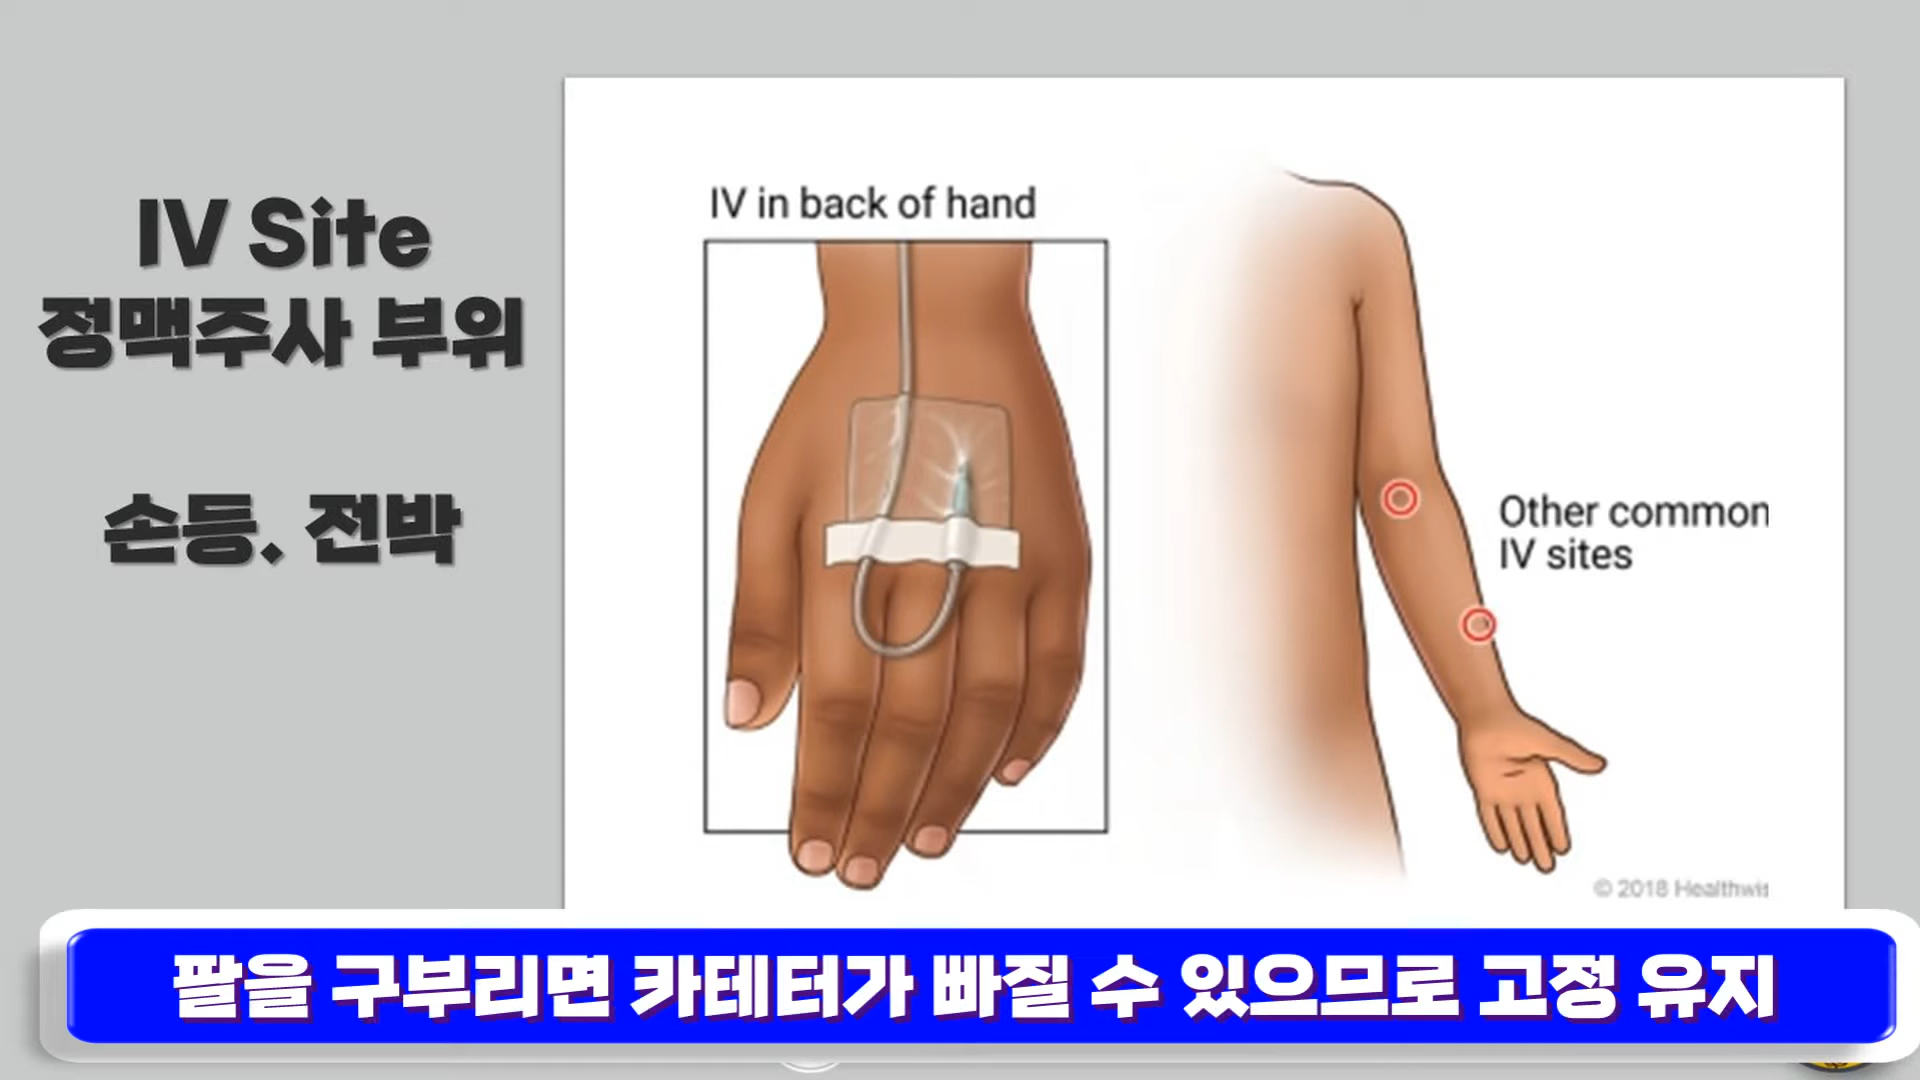 IV Site
정맥주사 부위
손등. 전박
IV in back of hand
Other common
IV sites
© 2018 Healthwis
팔을 구부리면 카테터가 빠질 수 있으므로 고정 유지